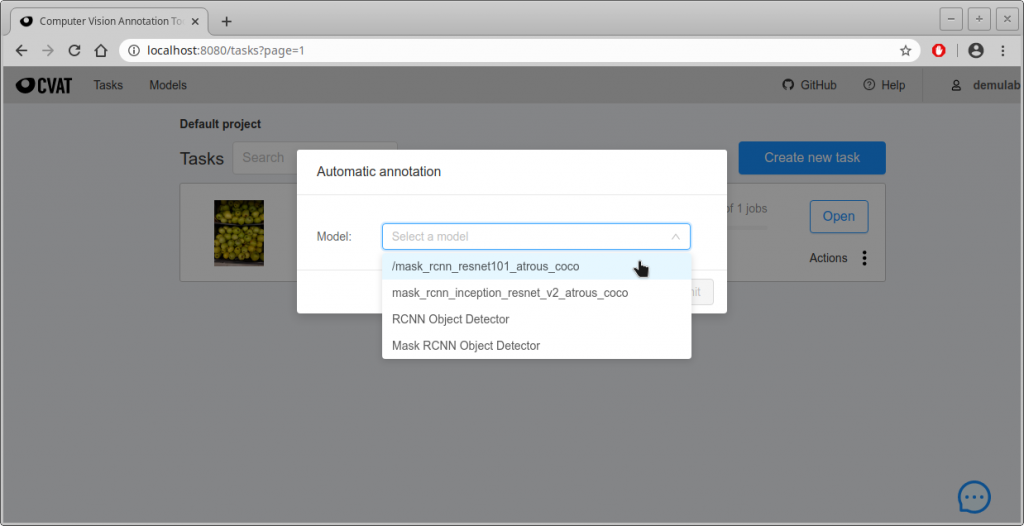 Computer Vision Annotation Too
localhost:8080/tasks?page=1
CVAT Tasks Models GitHub Help demulab
Default project
Tasks Search Create new task
Automatic annotation
of 1 jobs
Open
Model: Select a model
Actions
/mask_rcnn_resnet101_atrous_coco
mask_rcnn_inception_resnet_v2_atrous_coco
RCNN Object Detector
Mask RCNN Object Detector